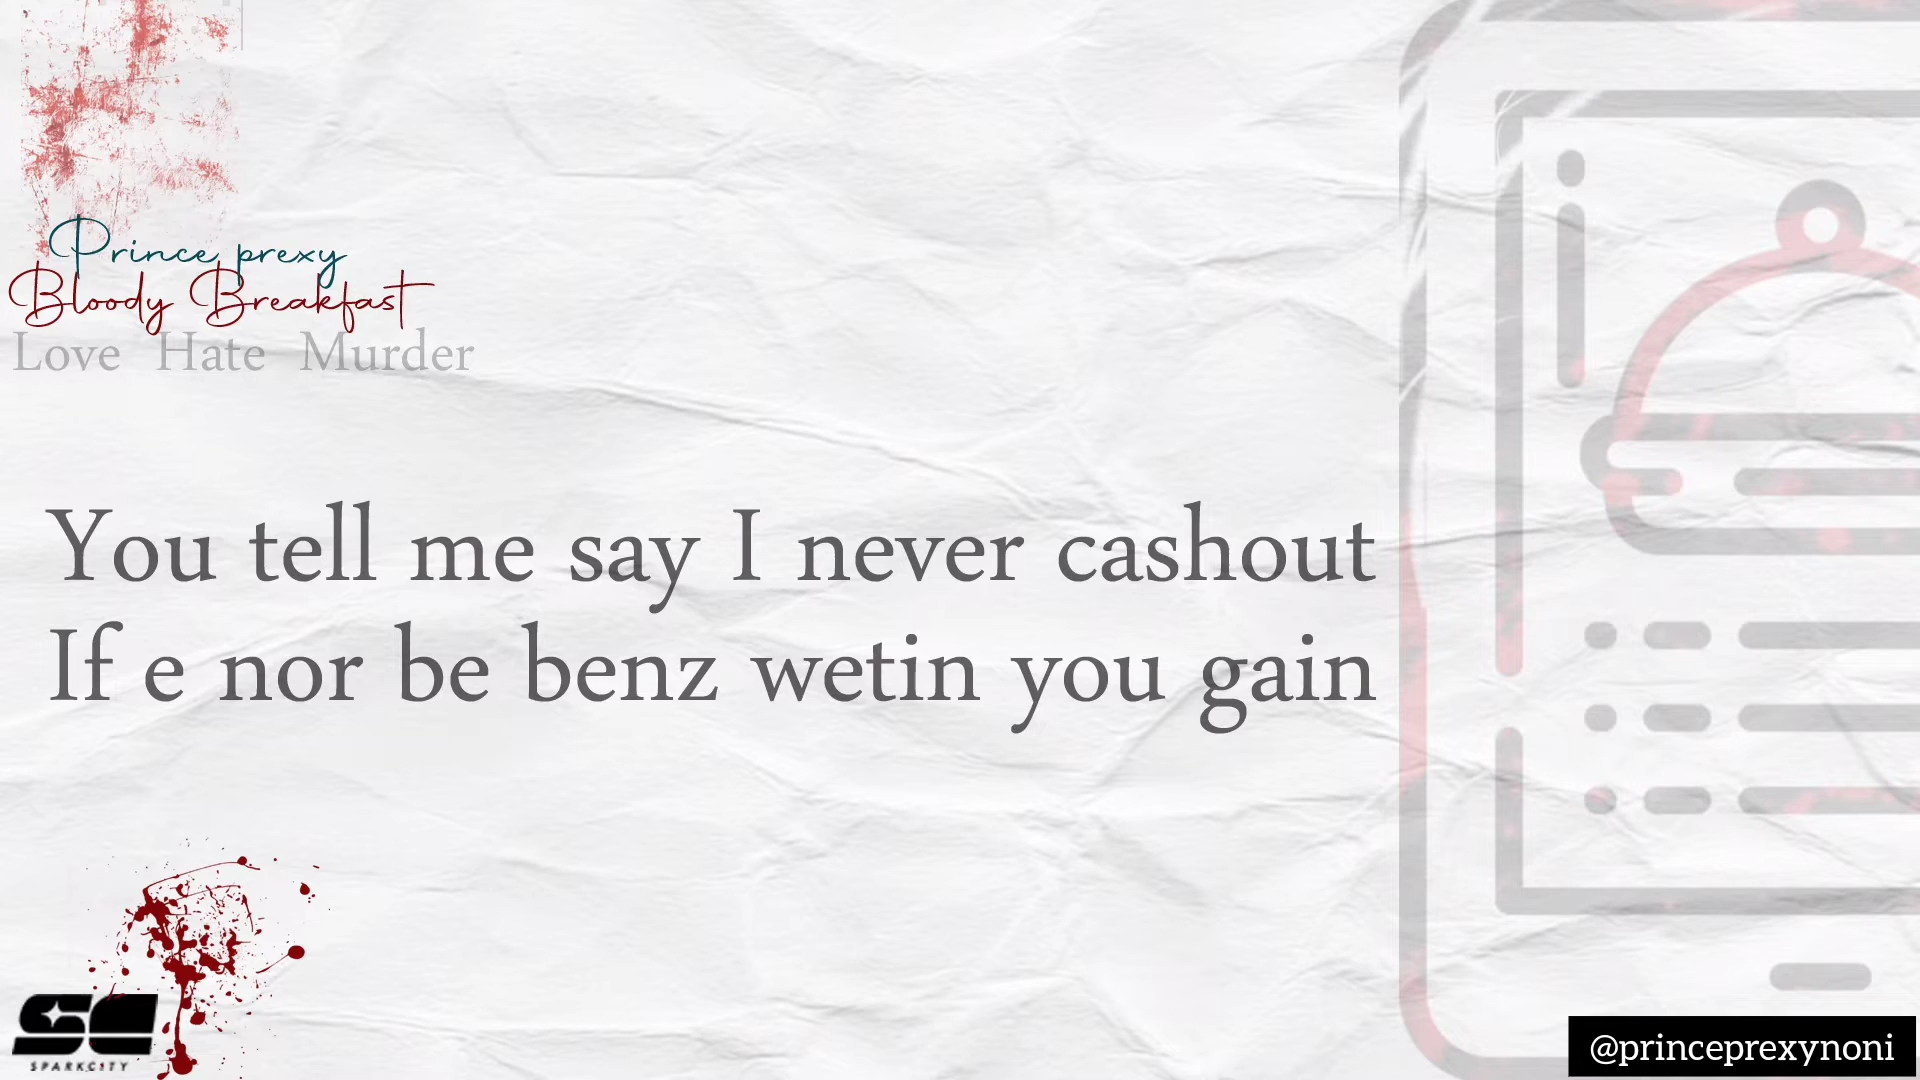 Prince prexy
Bloody Breakfast
Love Hate Murder
You tell me say I never cashout
If e nor be benz wetin you gain
SC
SPARKCITY
@princeprexynoni